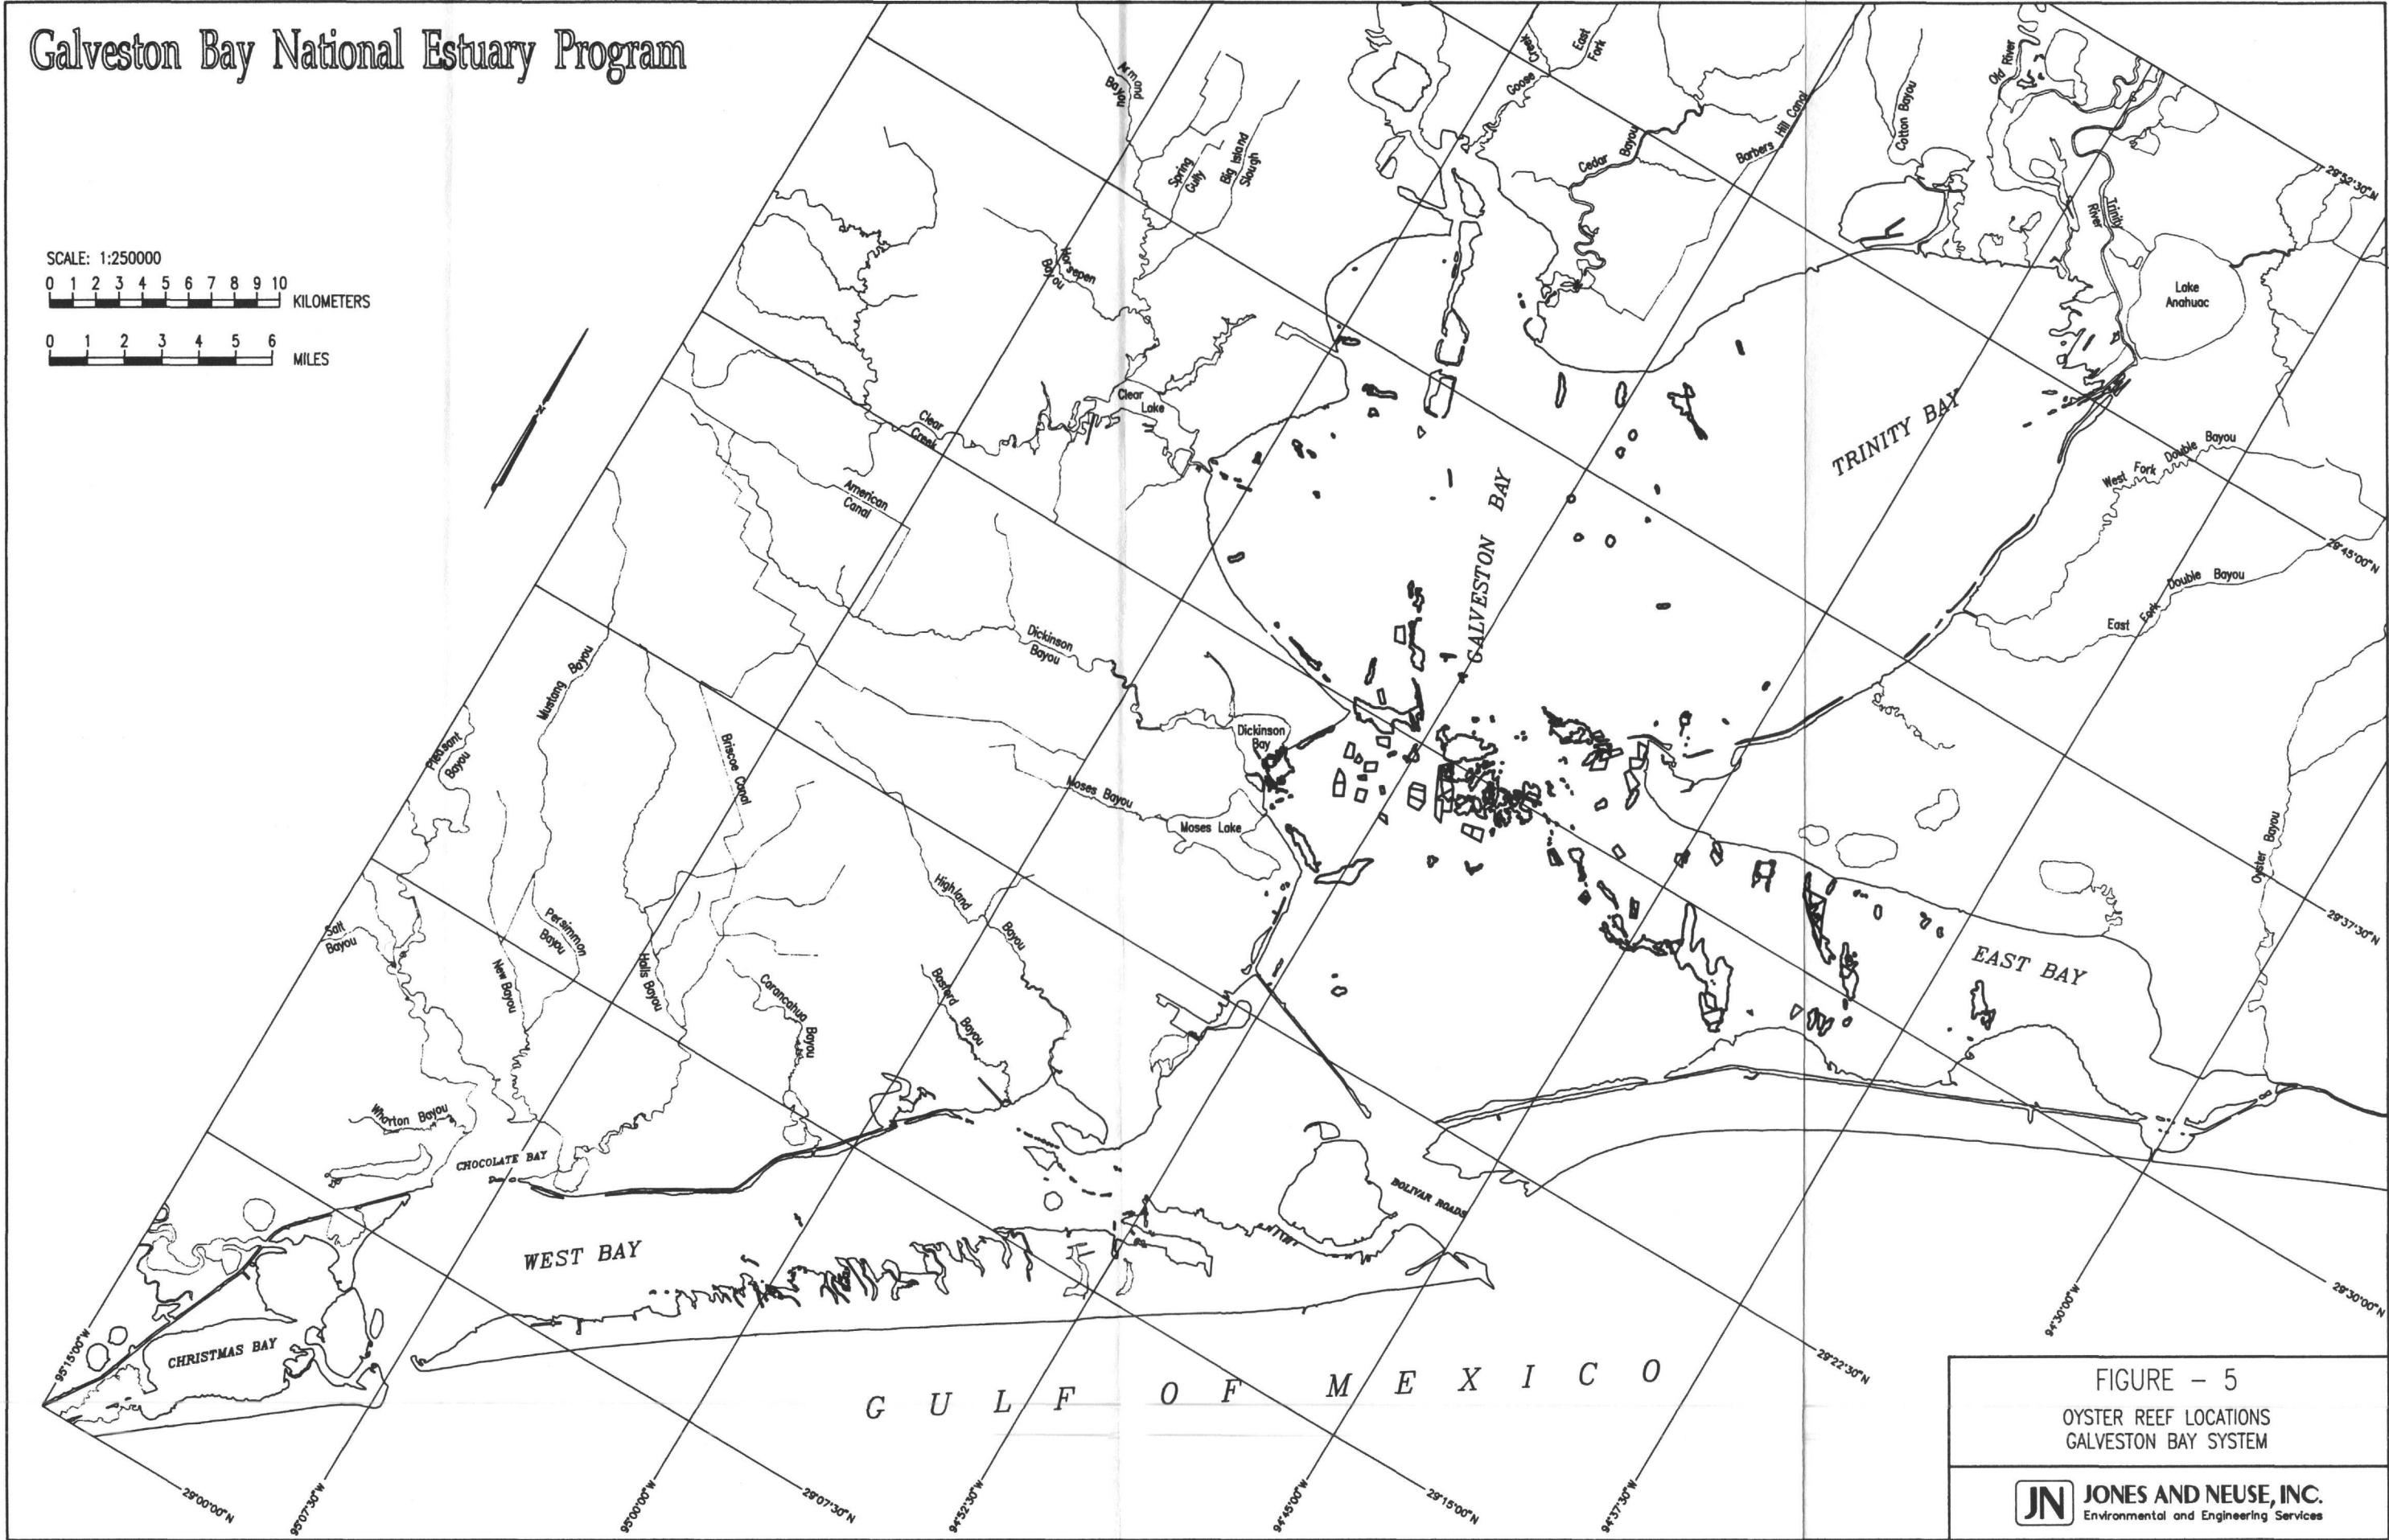 Galveston Bay National Estuary Program
SCALE: 1:250000
0 1 2 3 4 5 6 7 8 9 10
KILOMETERS
0 1 2 3 4 5 6
MILES
N
Armand
Bayou
Spring
Gully
Big Island
Slough
Goose Creek
East
Fork
Cedar Bayou
Barbers Hill Canal
Cotton Bayou
Old River
Trinity
River
Lake
Anahuac
29°52'30"N
Horsepen
Bayou
Clear
Lake
Clear
Creek
American
Canal
TRINITY BAY
GALVESTON BAY
West Fork Double Bayou
29°45'00"N
East Fork Double Bayou
Dickinson
Bayou
Dickinson
Bay
Mustang Bayou
Pleasant
Bayou
Briscoe Canal
Moses Bayou
Moses Lake
Oyster Bayou
29°37'30"N
Highland Bayou
Persimmon
Bayou
Salt
Bayou
New Bayou
Halls Bayou
Carancahua Bayou
Basford Bayou
EAST BAY
Wharton Bayou
CHOCOLATE BAY
BOLIVAR ROADS
WEST BAY
CHRISTMAS BAY
GULF OF MEXICO
29°30'00"N
94°30'00"W
29°22'30"N
95°15'00"W
29°00'00"N
95°07'30"W
95°00'00"W
29°07'30"N
94°52'30"W
94°45'00"W
29°15'00"N
94°37'30"W
FIGURE - 5
OYSTER REEF LOCATIONS
GALVESTON BAY SYSTEM
JN JONES AND NEUSE, INC.
Environmental and Engineering Services